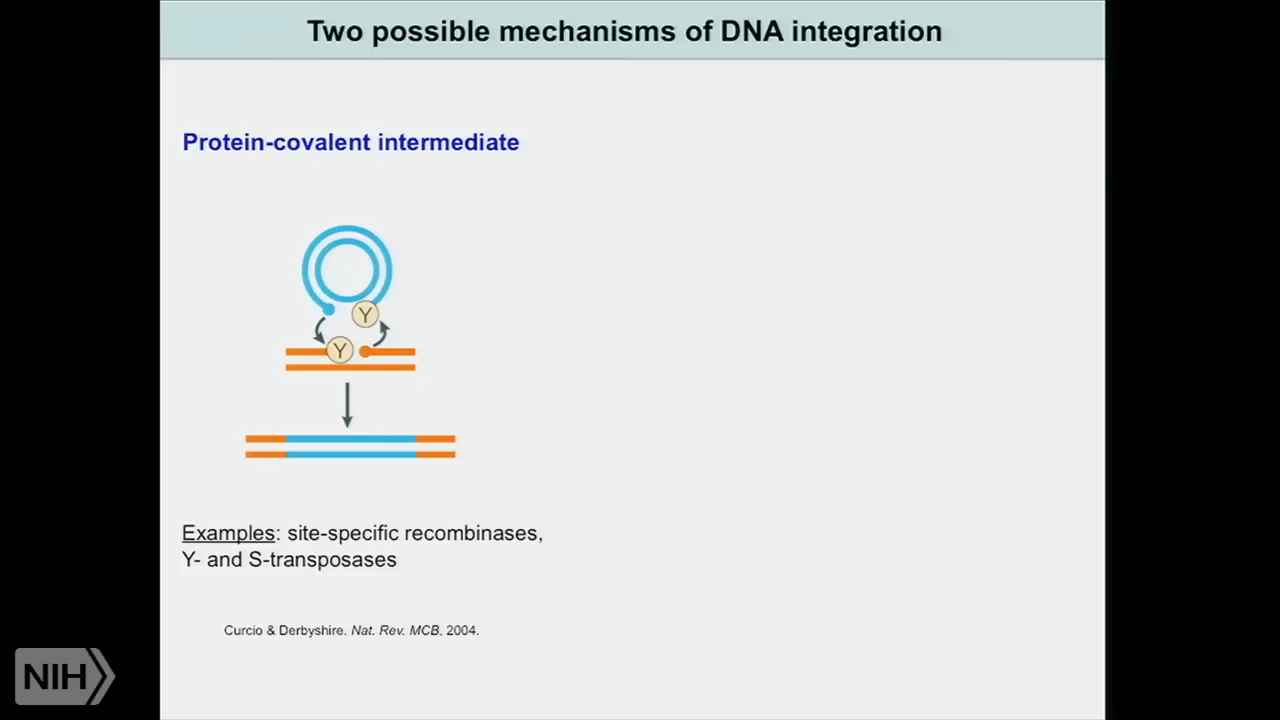 Two possible mechanisms of DNA integration
Protein-covalent intermediate
Y
Y
Examples: site-specific recombinases,
Y- and S-transposases
Curcio & Derbyshire. Nat. Rev. MCB. 2004.
NIH